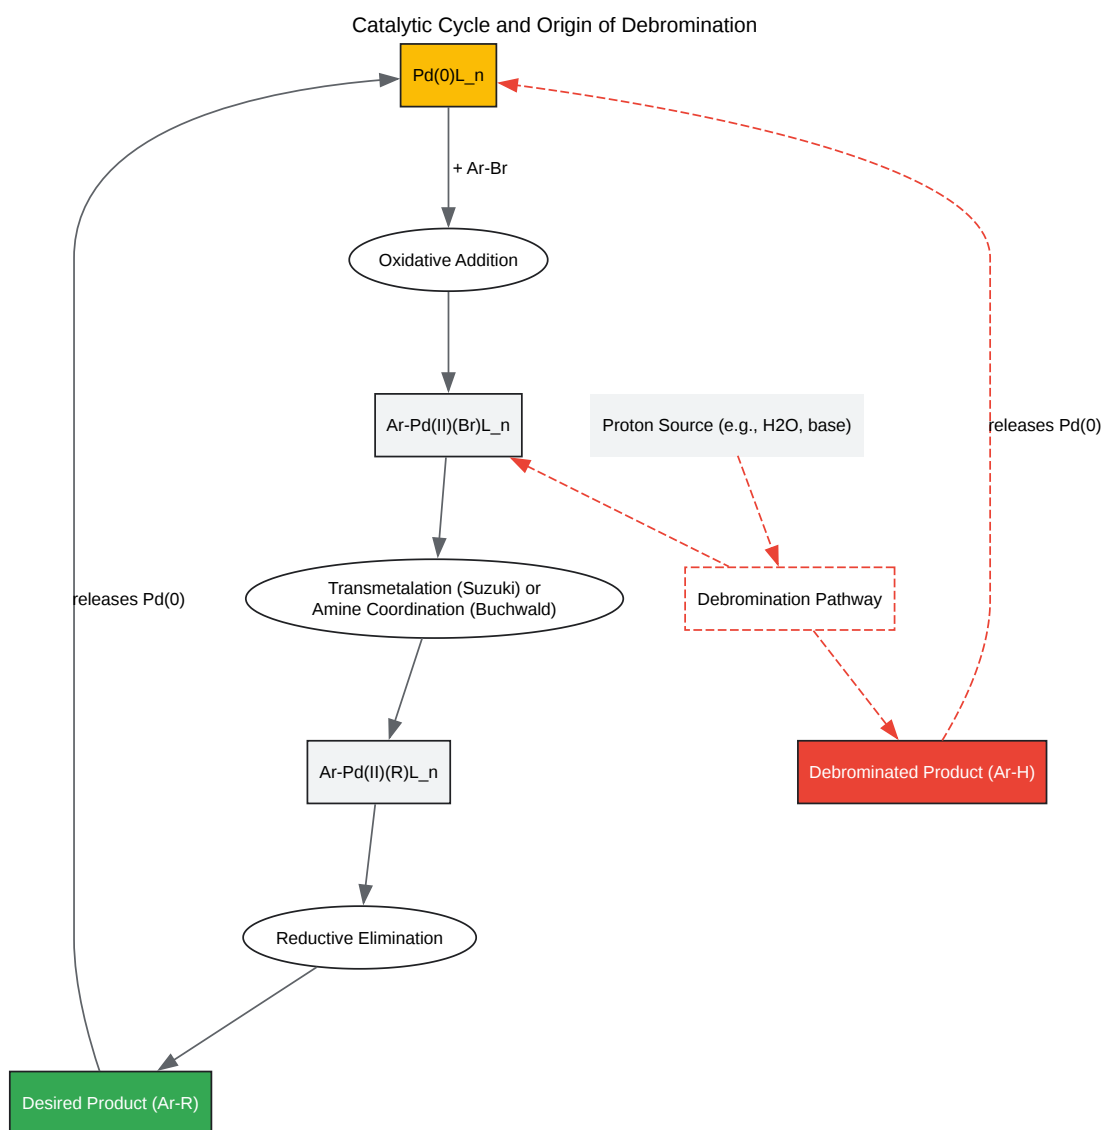 Catalytic Cycle and Origin of Debromination
Pd(0)L_n
+ Ar-Br
Oxidative Addition
Ar-Pd(II)(Br)L_n
Proton Source (e.g., H2O, base)
releases Pd(0)
Transmetalation (Suzuki) or
Amine Coordination (Buchwald)
releases Pd(0)
Debromination Pathway
Ar-Pd(II)(R)L_n
Debrominated Product (Ar-H)
Reductive Elimination
Desired Product (Ar-R)